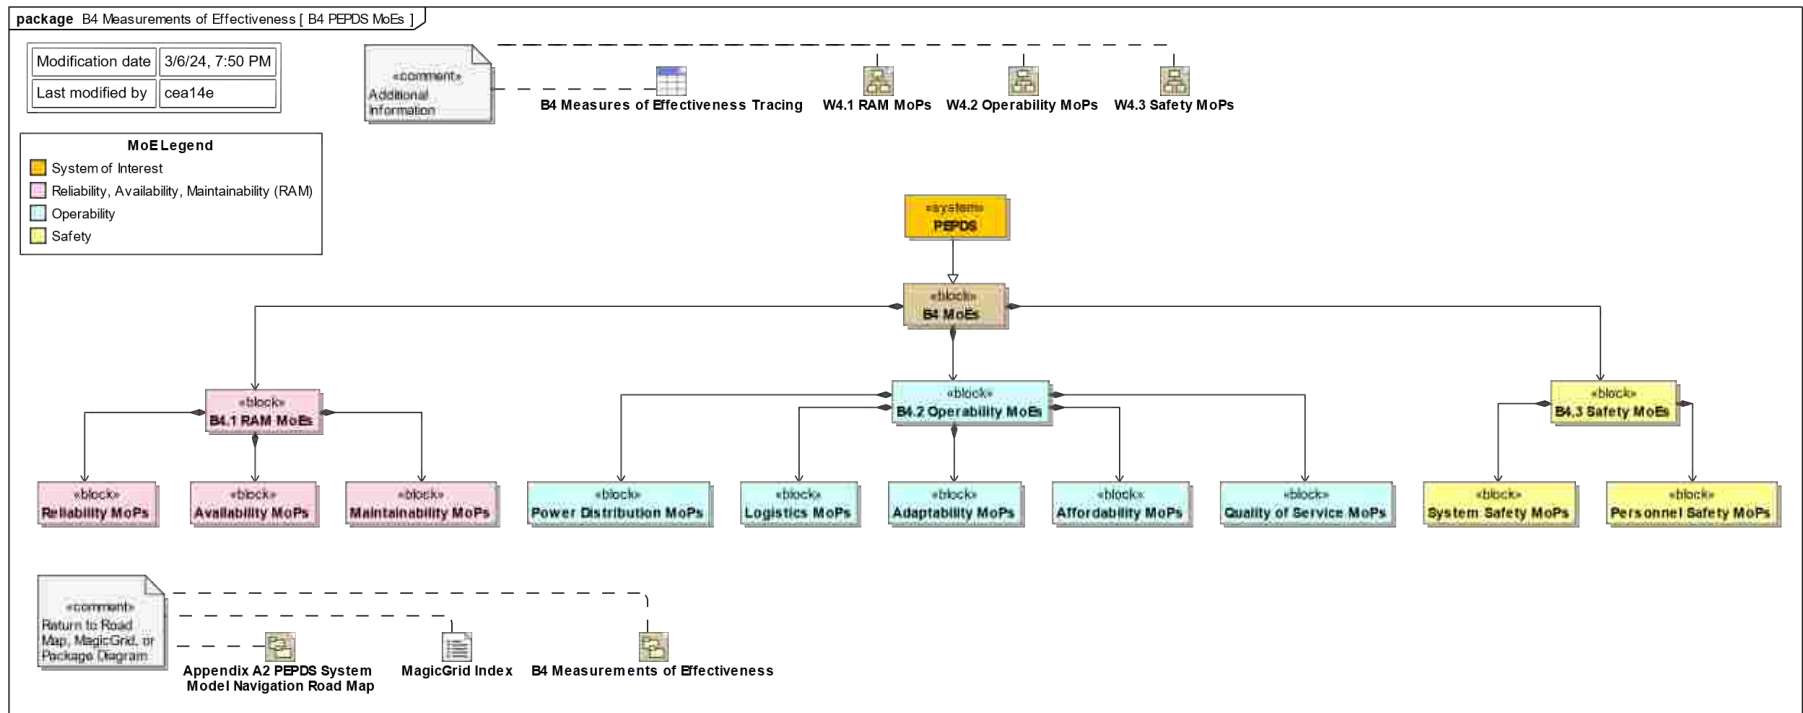 package B4 Measurements of Effectiveness [ B4 PEPDS MoEs ]
Modification date 3/6/24, 7:50 PM
Last modified by cea14e
«comment»
Additional
Information
B4 Measures of Effectiveness Tracing
W4.1 RAM MoPs
W4.2 Operability MoPs
W4.3 Safety MoPs
MoE Legend
System of Interest
Reliability, Availability, Maintainability (RAM)
Operability
Safety
«system»
PEPDS
«block»
B4 MoEs
«block»
B4.1 RAM MoEs
«block»
B4.2 Operability MoEs
«block»
B4.3 Safety MoEs
«block»
Reliability MoPs
«block»
Availability MoPs
«block»
Maintainability MoPs
«block»
Power Distribution MoPs
«block»
Logistics MoPs
«block»
Adaptability MoPs
«block»
Affordability MoPs
«block»
Quality of Service MoPs
«block»
System Safety MoPs
«block»
Personnel Safety MoPs
«comment»
Return to Road
Map, MagicGrid, or
Package Diagram
Appendix A2 PEPDS System
Model Navigation Road Map
MagicGrid Index
B4 Measurements of Effectiveness